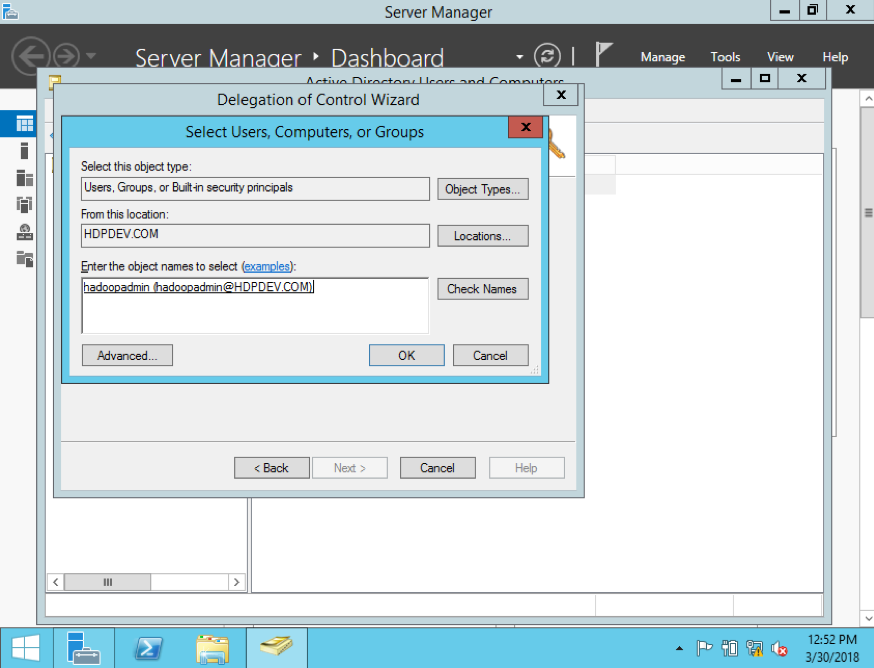 Server Manager
Server Manager ‣ Dashboard
Manage Tools View Help
Active Directory Users and Computers
Delegation of Control Wizard
Select Users, Computers, or Groups
Select this object type:
Users, Groups, or Built-in security principals
Object Types...
From this location:
HDPDEV.COM
Locations...
Enter the object names to select (examples):
hadoopadmin (hadoopadmin@HDPDEV.COM)
Check Names
Advanced...
OK
Cancel
< Back
Next >
Cancel
Help
12:52 PM
3/30/2018